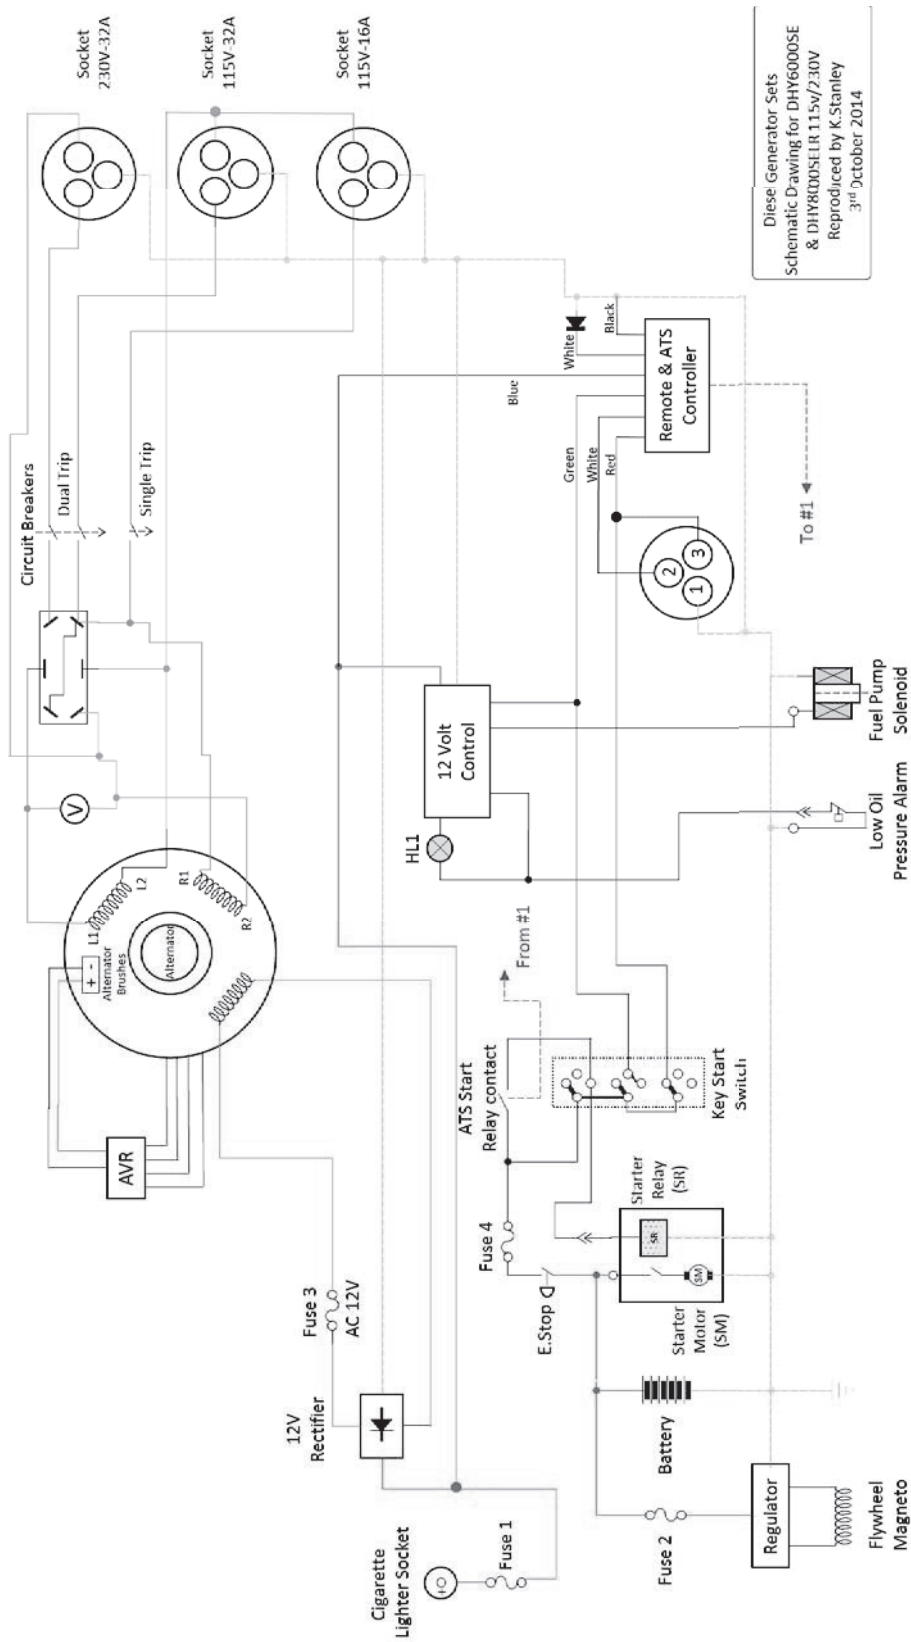 Socket
230V-32A
Socket
115V-32A
Socket
115V-16A
Circuit Breakers
Dual Trip
Single Trip
V
L1
L2
R1
R2
+ -
Alternator
Brushes
Alternator
AVR
Fuse 3
AC 12V
12V
Rectifier
Cigarette
Lighter Socket
+
Fuse 1
Blue
White
Black
Green
White
Red
Remote & ATS
Controller
To #1
1
2
3
12 Volt
Control
HL1
Fuel Pump
Solenoid
Low Oil
Pressure Alarm
From #1
ATS Start
Relay contact
Key Start
Switch
Fuse 4
E.Stop
Starter
Relay
(SR)
SR
SM
Starter
Motor
(SM)
Battery
Fuse 2
Regulator
Flywheel
Magneto
Diesel Generator Sets
Schematic Drawing for DHY6000SE
& DHY8000SELR 115v/230V
Reproduced by K.Stanley
3rd October 2014